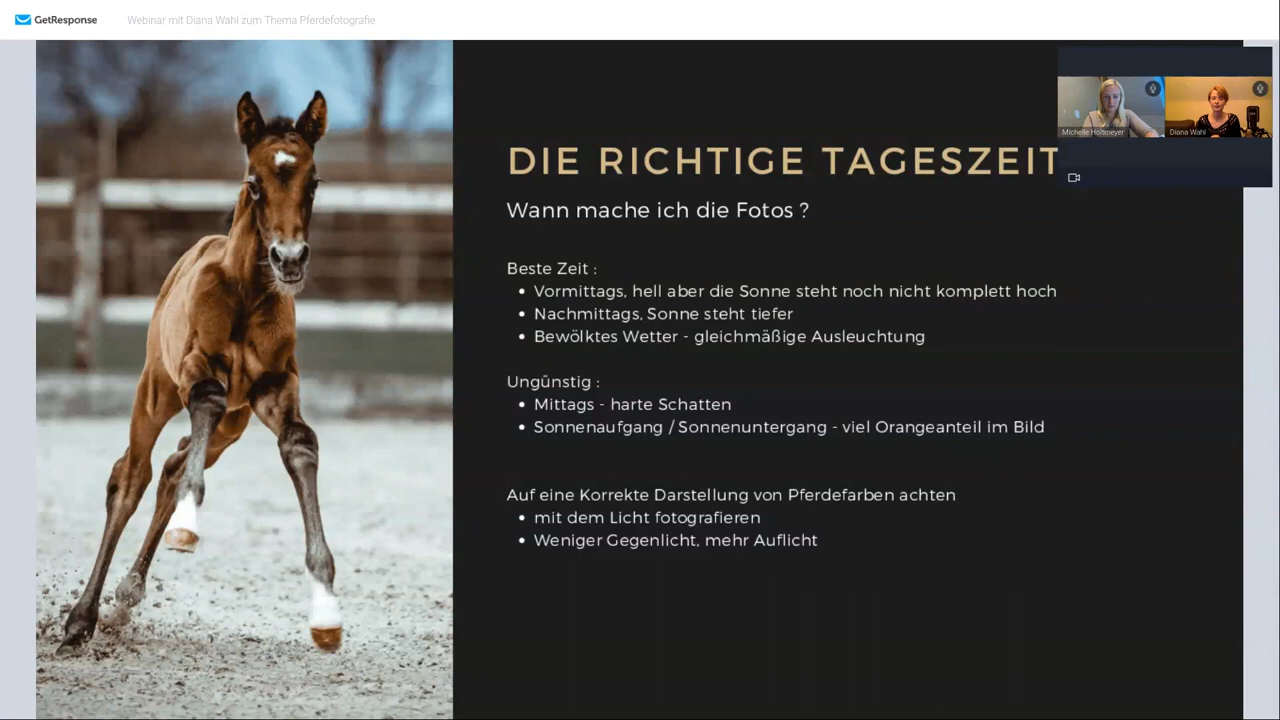 GetResponse
Webinar mit Diana Wahl zum Thema Pferdefotografie
Michelle Holtmeyer
Diana Wahl
DIE RICHTIGE TAGESZEIT
Wann mache ich die Fotos ?
Beste Zeit :
• Vormittags, hell aber die Sonne steht noch nicht komplett hoch
• Nachmittags, Sonne steht tiefer
• Bewölktes Wetter - gleichmäßige Ausleuchtung
Ungünstig :
• Mittags - harte Schatten
• Sonnenaufgang / Sonnenuntergang - viel Orangeanteil im Bild
Auf eine Korrekte Darstellung von Pferdefarben achten
• mit dem Licht fotografieren
• Weniger Gegenlicht, mehr Auflicht